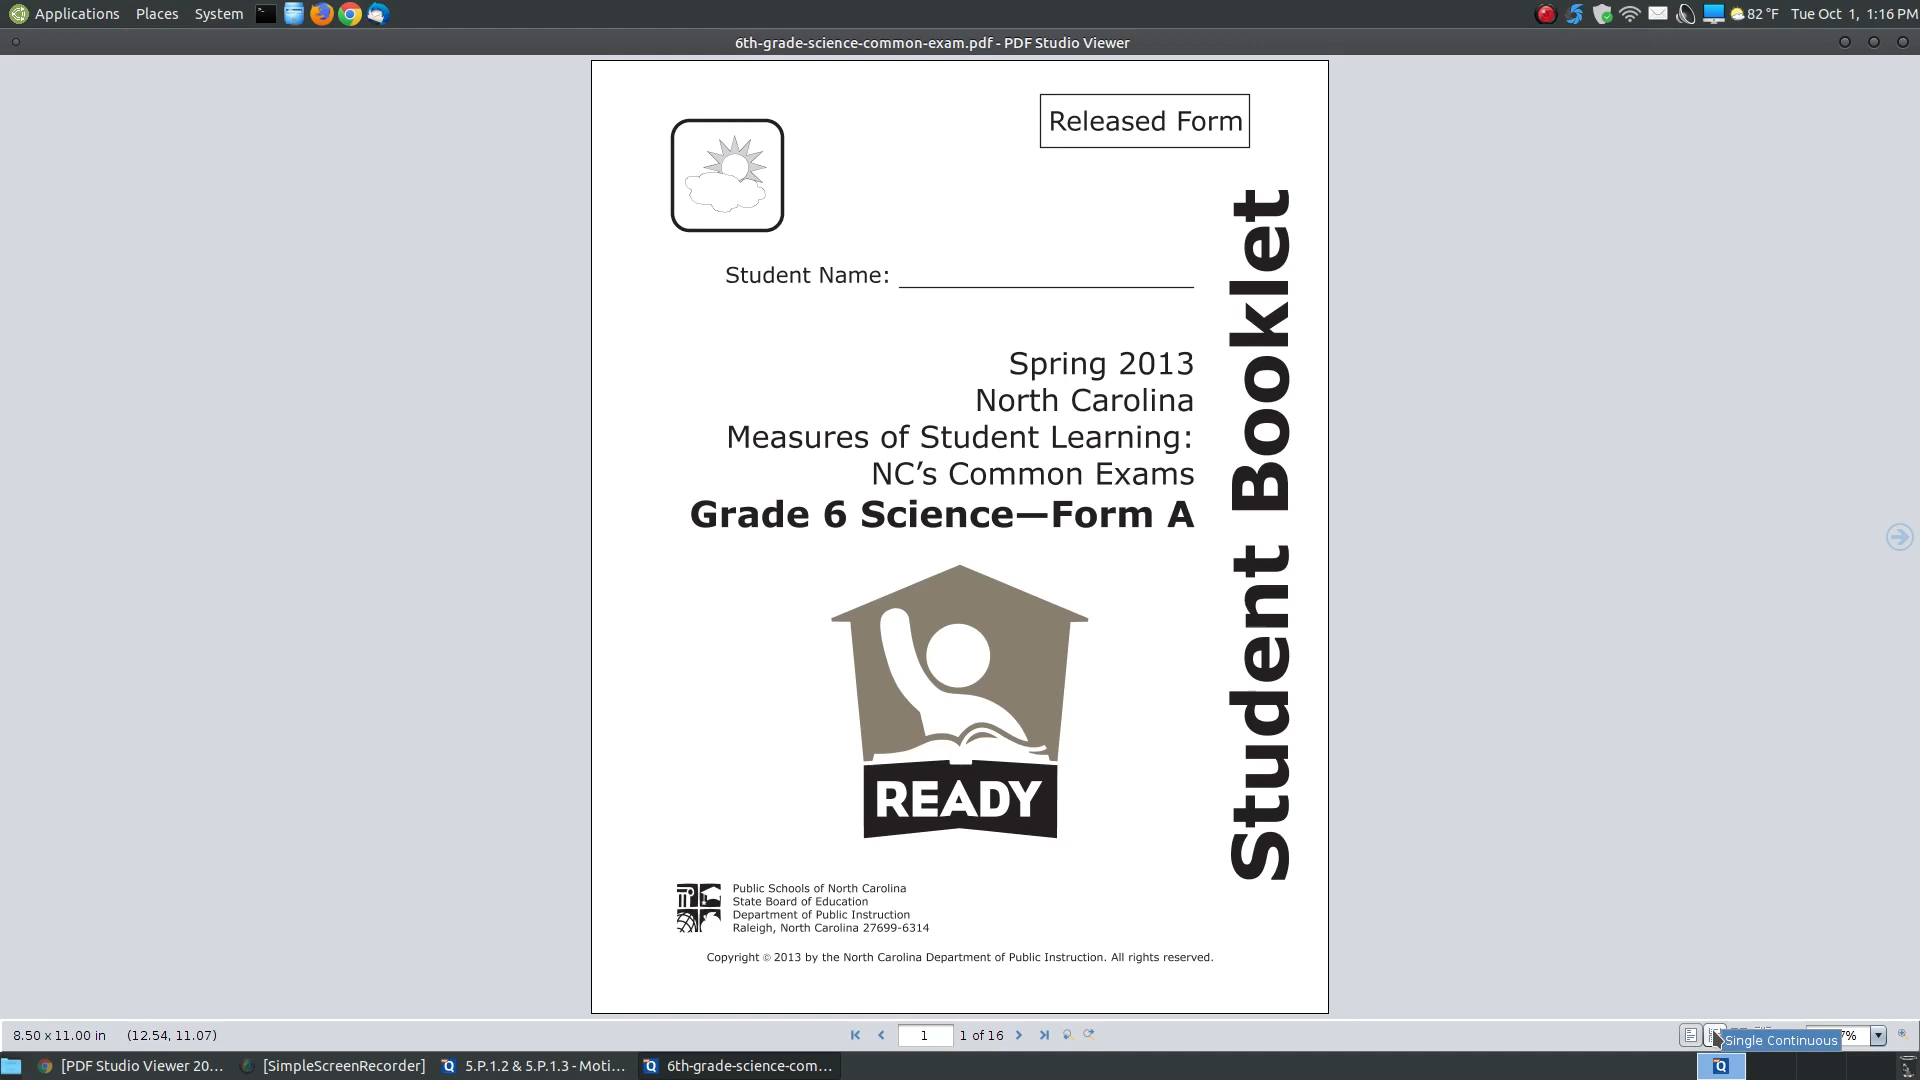 Applications Places System 82 °F Tue Oct 1, 1:16 PM
6th-grade-science-common-exam.pdf - PDF Studio Viewer
Released Form
Student Name:
Spring 2013
North Carolina
Measures of Student Learning:
NC’s Common Exams
Grade 6 Science—Form A
Student Booklet
READY
Public Schools of North Carolina
State Board of Education
Department of Public Instruction
Raleigh, North Carolina 27699-6314
Copyright © 2013 by the North Carolina Department of Public Instruction. All rights reserved.
8.50 x 11.00 in (12.54, 11.07) 1 1 of 16 7%
Single Continuous
[PDF Studio Viewer 20... [SimpleScreenRecorder] 5.P.1.2 & 5.P.1.3 - Moti... 6th-grade-science-com...